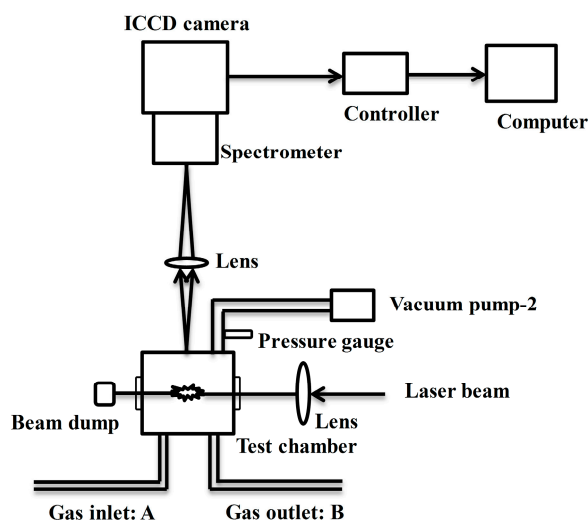 ICCD camera
Controller
Computer
Spectrometer
Lens
Vacuum pump-2
Pressure gauge
Laser beam
Beam dump
Lens
Test chamber
Gas inlet: A
Gas outlet: B